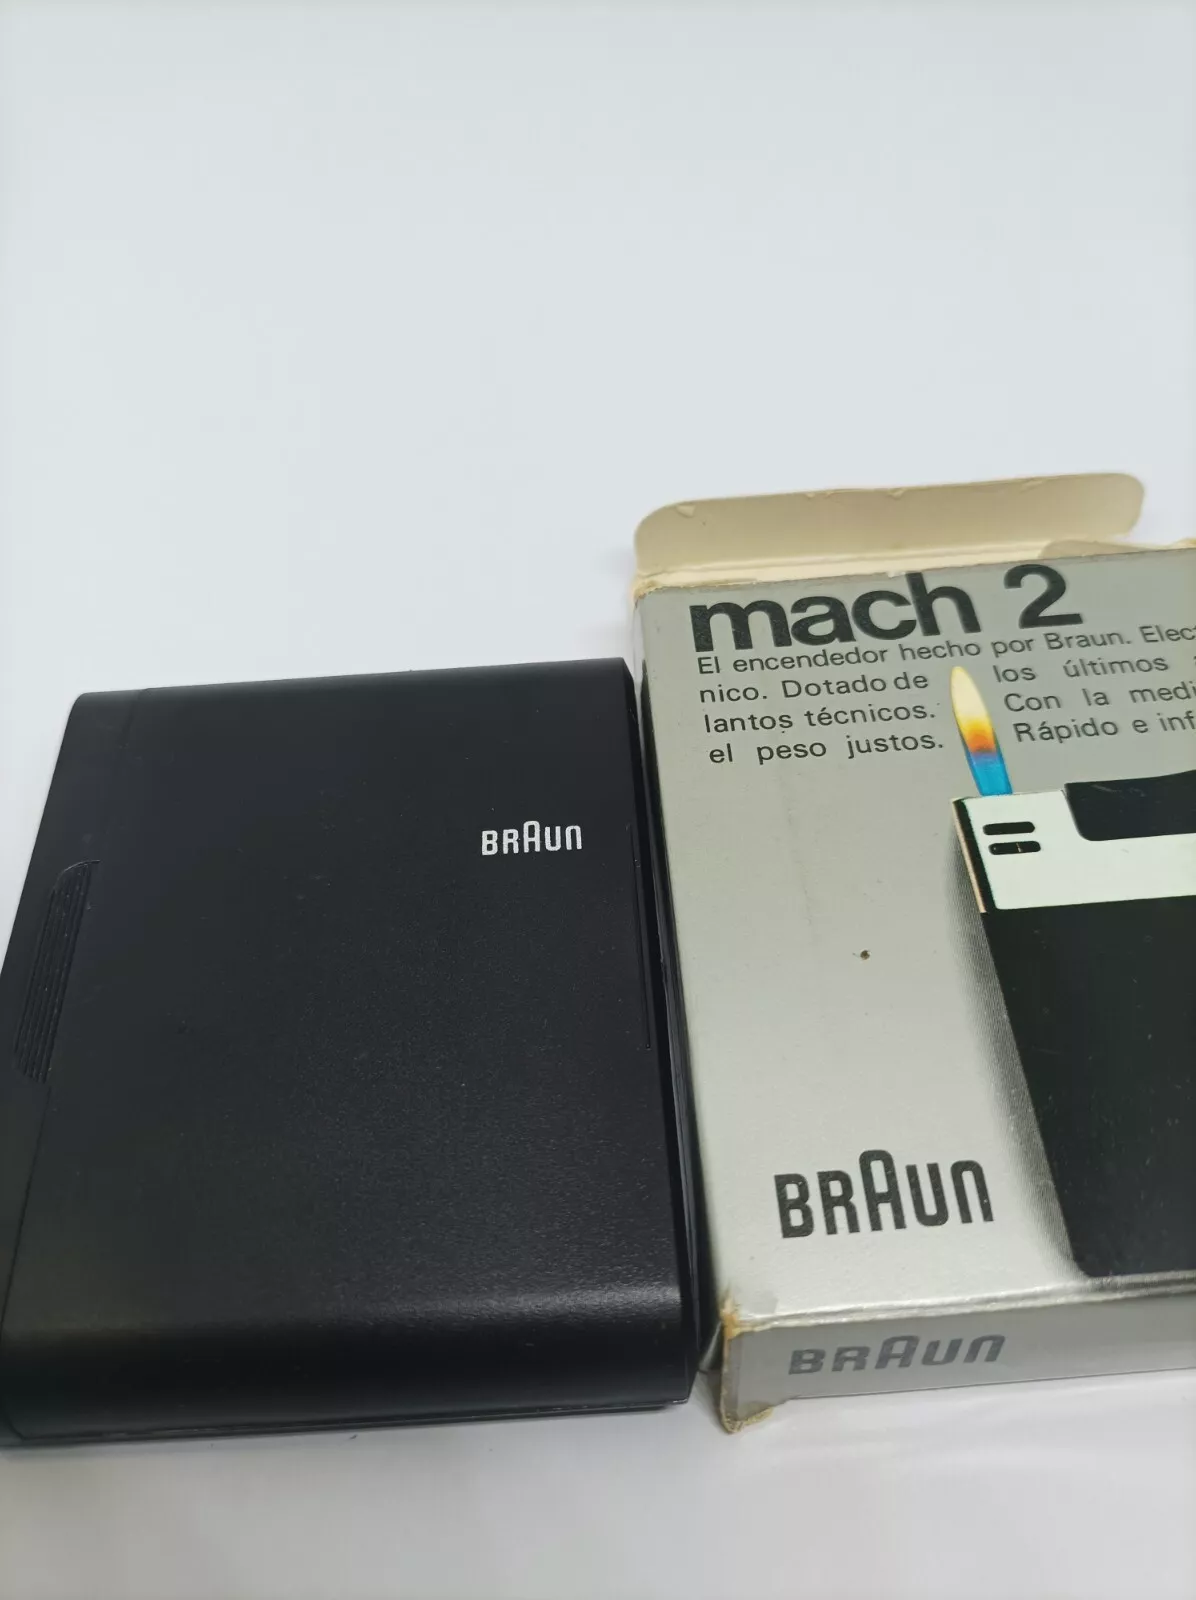 BRAUN
mach 2
El encendedor hecho por Braun.
nico. Dotado de los últimos
lantos técnicos. Con la
el peso justos. Rápido e
BRAUN
BRAUN